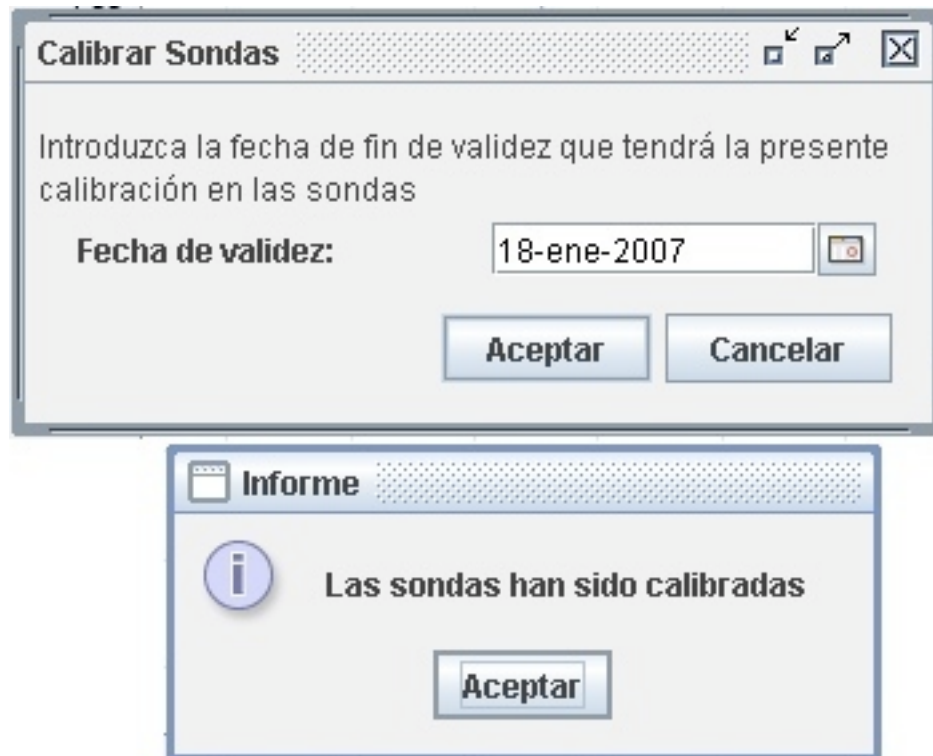 Calibrar Sondas
Introduzca la fecha de fin de validez que tendrá la presente
calibración en las sondas
Fecha de validez: 18-ene-2007
Aceptar Cancelar
Informe
Las sondas han sido calibradas
Aceptar